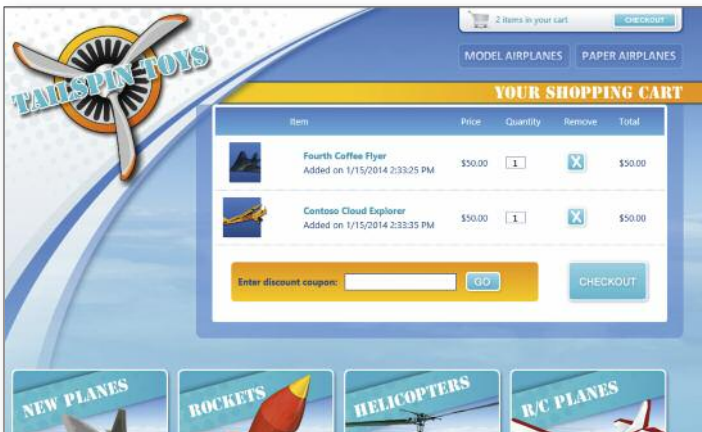 2 items in your cart
CHECKOUT
TAILSPIN TOYS
MODEL AIRPLANES
PAPER AIRPLANES
YOUR SHOPPING CART
Item Price Quantity Remove Total
Fourth Coffee Flyer
Added on 1/15/2014 2:33:25 PM $50.00 1 X $50.00
Contoso Cloud Explorer
Added on 1/15/2014 2:33:35 PM $50.00 1 X $50.00
Enter discount coupon: GO CHECKOUT
NEW PLANES
ROCKETS
HELICOPTERS
R/C PLANES